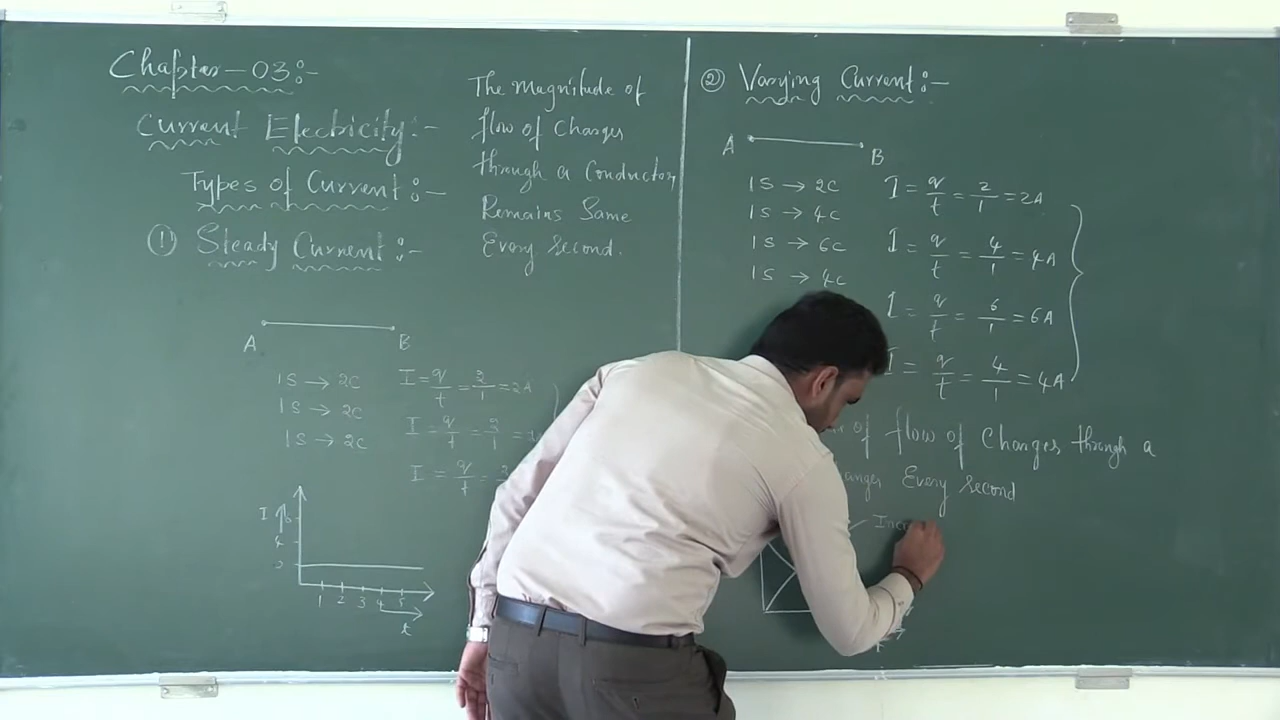 Chapter-03:-
Current Electricity:-
Types of Current:-
① Steady Current:-
The Magnitude of
flow of Charges
through a Conductor
Remains Same
Every second.
A B
1S → 2C I = q/t = 2/1 = 2A
1S → 2C I = q/t =
1S → 2C I = q/t =
I
4
2
1 2 3 4 5
t
② Varying Current:-
A B
1S → 2C I = q/t = 2/1 = 2A
1S → 4C I = q/t = 4/1 = 4A
1S → 6C I = q/t = 6/1 = 6A
1S → 4C I = q/t = 4/1 = 4A
of flow of Charges through a
Every second